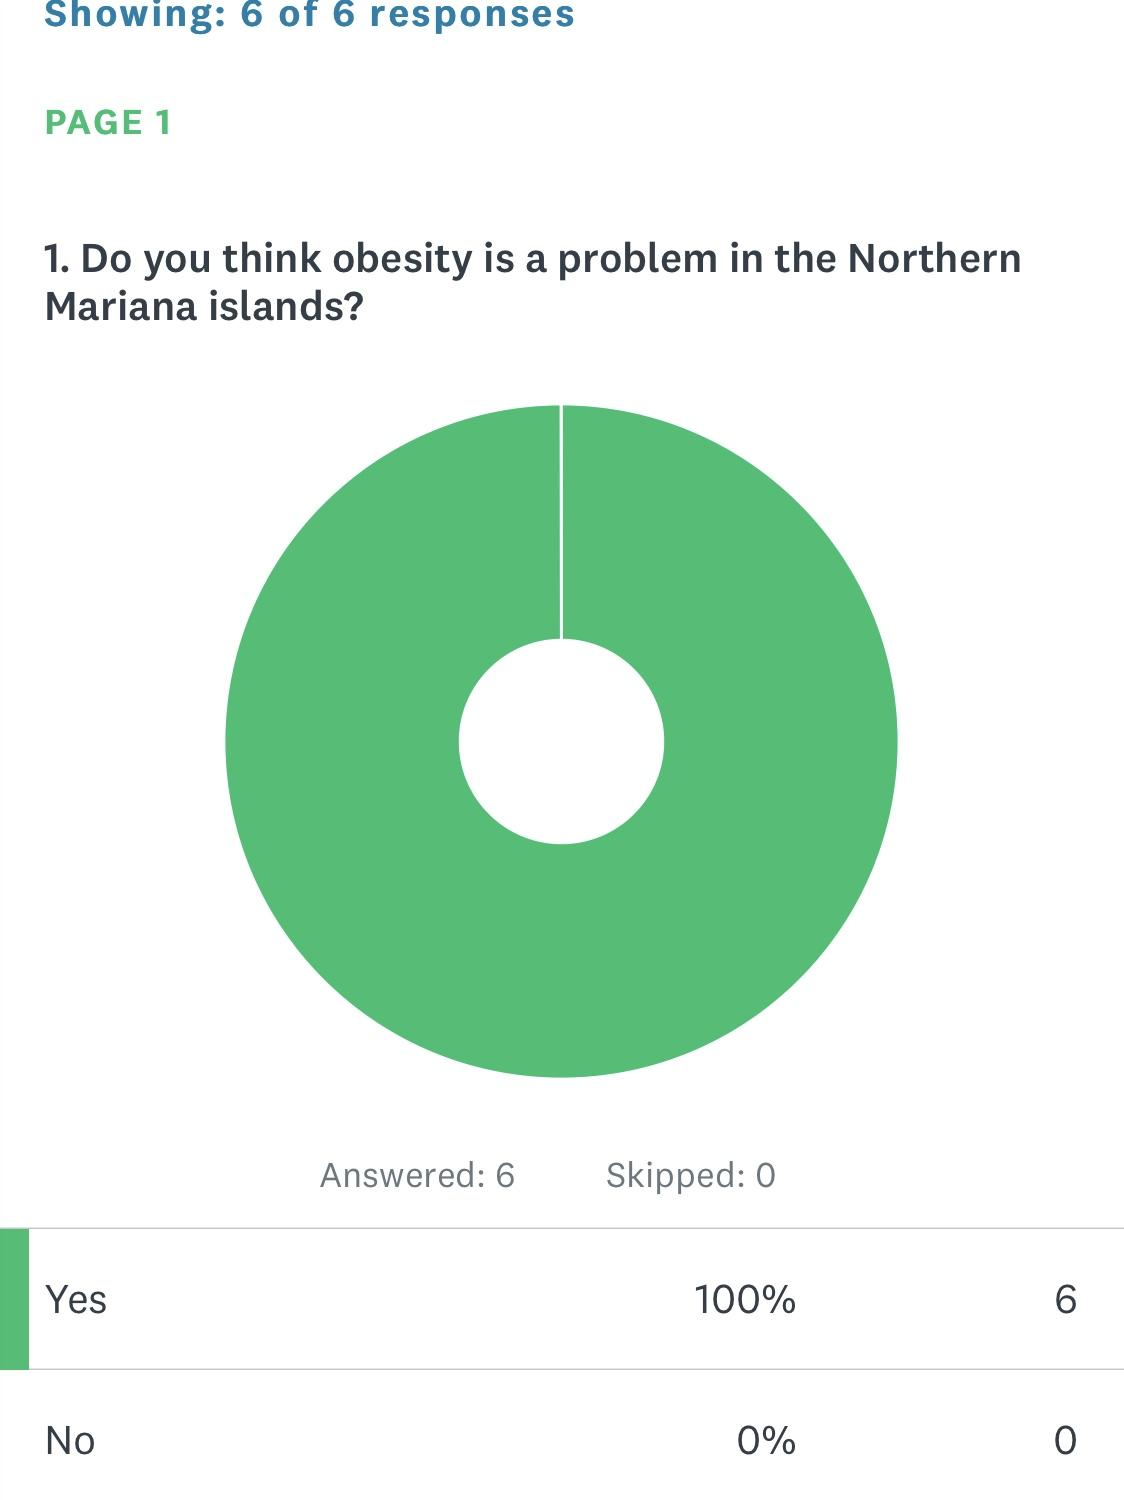 Showing: 6 of 6 responses
PAGE 1
1. Do you think obesity is a problem in the Northern
Mariana islands?
Answered: 6 Skipped: 0
Yes 100% 6
No 0% 0